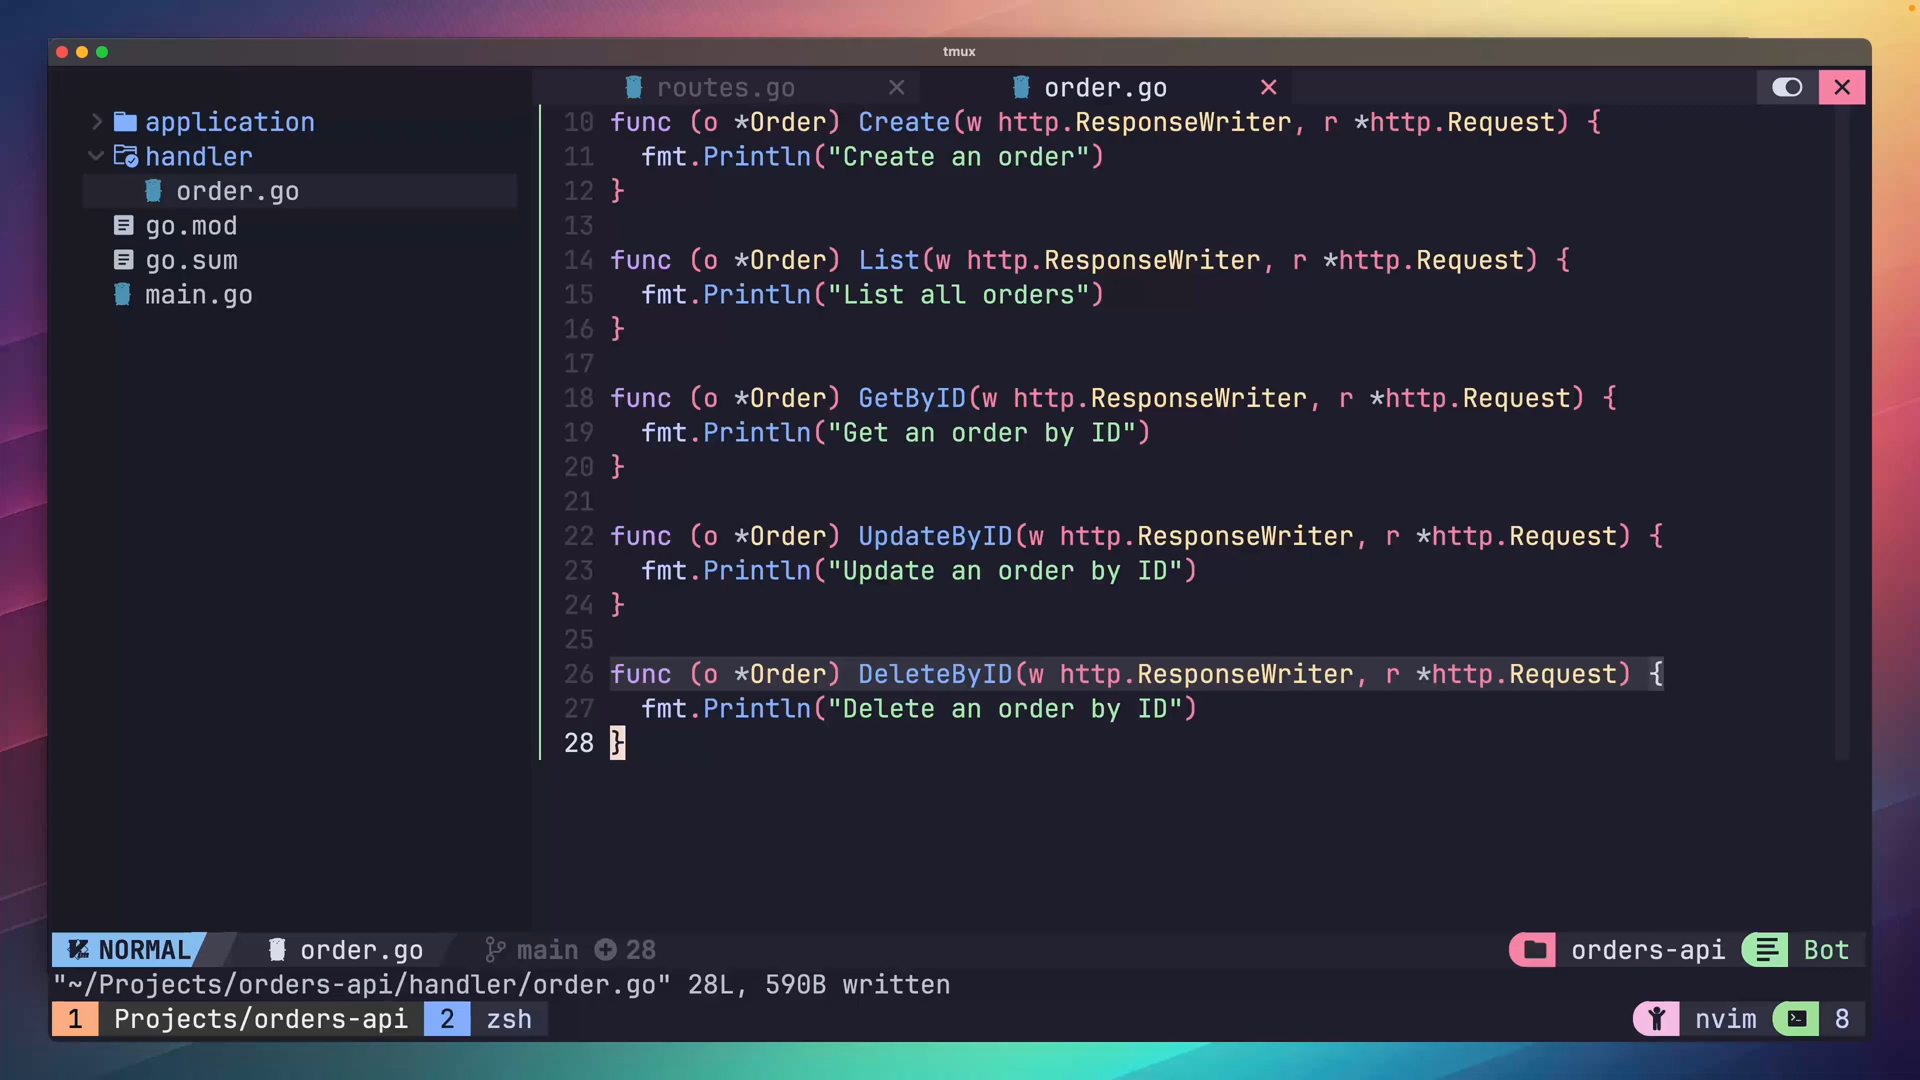 tmux
routes.go
order.go
application
handler
order.go
go.mod
go.sum
main.go
10 func (o *Order) Create(w http.ResponseWriter, r *http.Request) {
11 fmt.Println("Create an order")
12 }
13
14 func (o *Order) List(w http.ResponseWriter, r *http.Request) {
15 fmt.Println("List all orders")
16 }
17
18 func (o *Order) GetByID(w http.ResponseWriter, r *http.Request) {
19 fmt.Println("Get an order by ID")
20 }
21
22 func (o *Order) UpdateByID(w http.ResponseWriter, r *http.Request) {
23 fmt.Println("Update an order by ID")
24 }
25
26 func (o *Order) DeleteByID(w http.ResponseWriter, r *http.Request) {
27 fmt.Println("Delete an order by ID")
28 }
NORMAL order.go main 28 orders-api Bot
"~/Projects/orders-api/handler/order.go" 28L, 590B written
1 Projects/orders-api 2 zsh nvim 8